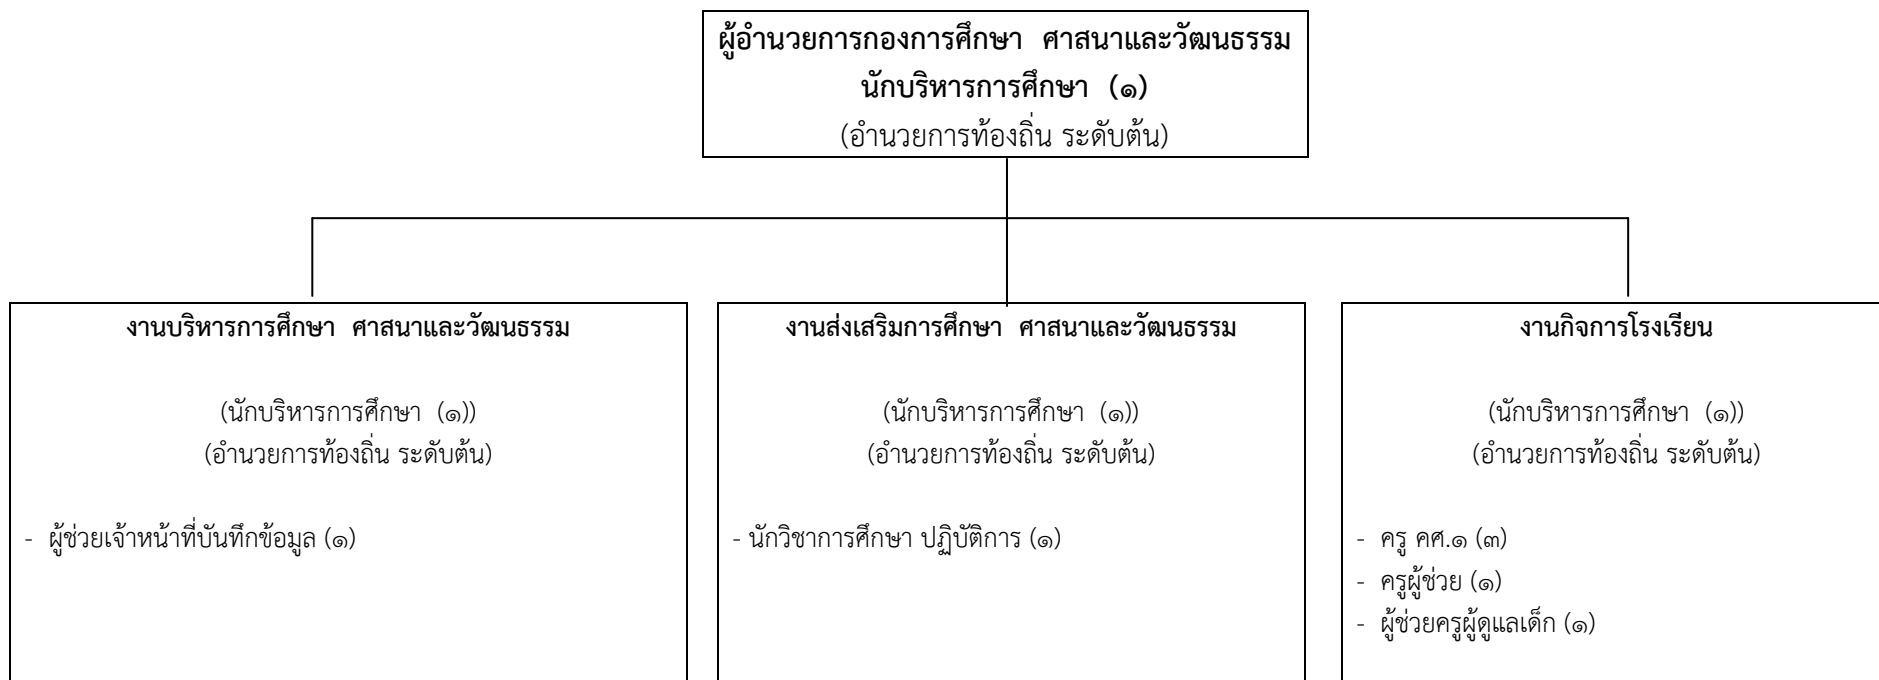 ผู้อำนวยการกองการศึกษา ศาสนาและวัฒนธรรม
นักบริหารการศึกษา (๑)
(อำนวยการท้องถิ่น ระดับต้น)
งานบริหารการศึกษา ศาสนาและวัฒนธรรม
(นักบริหารการศึกษา (๑))
(อำนวยการท้องถิ่น ระดับต้น)
- ผู้ช่วยเจ้าหน้าที่บันทึกข้อมูล (๑)
งานส่งเสริมการศึกษา ศาสนาและวัฒนธรรม
(นักบริหารการศึกษา (๑))
(อำนวยการท้องถิ่น ระดับต้น)
- นักวิชาการศึกษา ปฏิบัติการ (๑)
งานกิจการโรงเรียน
(นักบริหารการศึกษา (๑))
(อำนวยการท้องถิ่น ระดับต้น)
- ครู คศ.๑ (๓)
- ครูผู้ช่วย (๑)
- ผู้ช่วยครูผู้ดูแลเด็ก (๑)